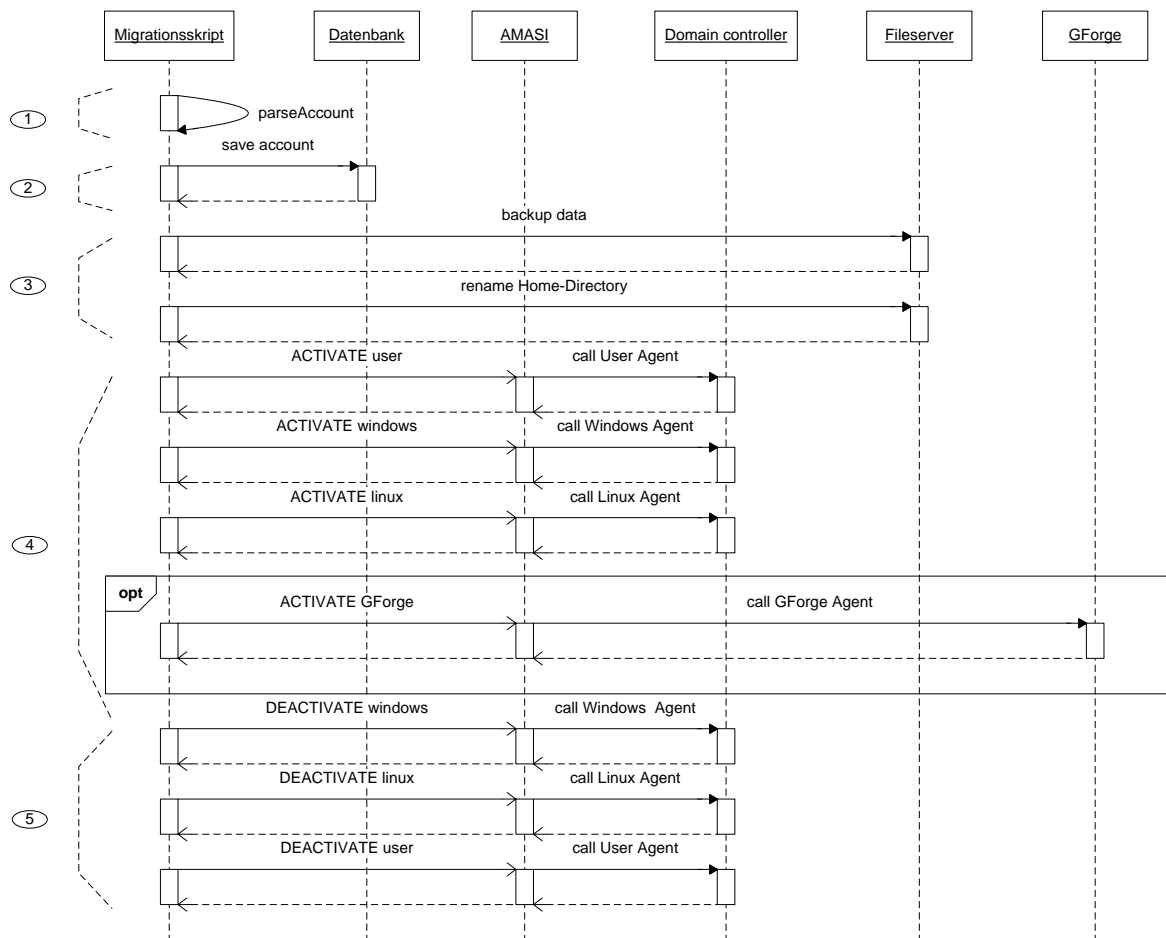 Migrationsskript
Datenbank
AMASI
Domain controller
Fileserver
GForge
1
parseAccount
save account
2
backup data
3
rename Home-Directory
ACTIVATE user
call User Agent
ACTIVATE windows
call Windows Agent
ACTIVATE linux
call Linux Agent
4
opt
ACTIVATE GForge
call GForge Agent
DEACTIVATE windows
call Windows Agent
DEACTIVATE linux
call Linux Agent
5
DEACTIVATE user
call User Agent